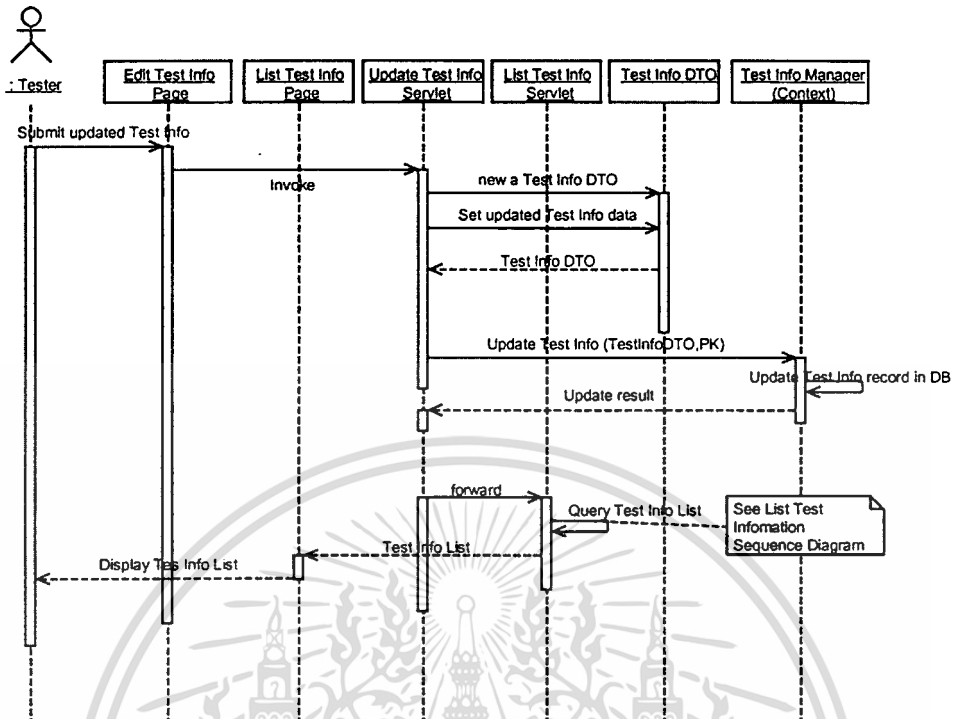 : Tester
Edit Test Info
Page
List Test Info
Page
Update Test Info
Servlet
List Test Info
Servlet
Test Info DTO
Test Info Manager
(Context)
Submit updated Test Info
Invoke
new a Test Info DTO
Set updated Test Info data
Test Info DTO
Update Test Info (TestInfoDTO,PK)
Update Test Info record in DB
Update result
forward
Query Test Info List
See List Test
Infomation
Sequence Diagram
Test Info List
Display Tes Info List